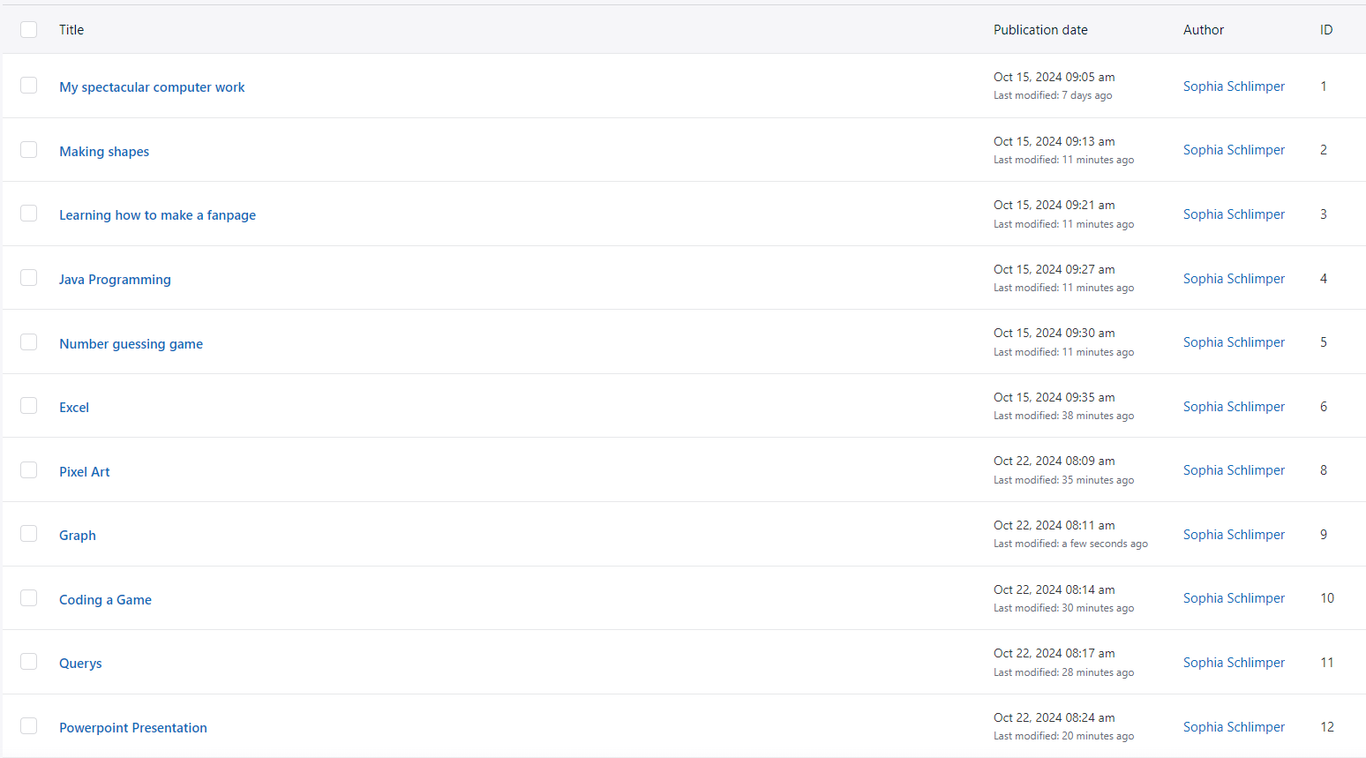 Title Publication date Author ID
My spectacular computer work Oct 15, 2024 09:05 am Sophia Schlimper 1
Last modified: 7 days ago
Making shapes Oct 15, 2024 09:13 am Sophia Schlimper 2
Last modified: 11 minutes ago
Learning how to make a fanpage Oct 15, 2024 09:21 am Sophia Schlimper 3
Last modified: 11 minutes ago
Java Programming Oct 15, 2024 09:27 am Sophia Schlimper 4
Last modified: 11 minutes ago
Number guessing game Oct 15, 2024 09:30 am Sophia Schlimper 5
Last modified: 11 minutes ago
Excel Oct 15, 2024 09:35 am Sophia Schlimper 6
Last modified: 38 minutes ago
Pixel Art Oct 22, 2024 08:09 am Sophia Schlimper 8
Last modified: 35 minutes ago
Graph Oct 22, 2024 08:11 am Sophia Schlimper 9
Last modified: a few seconds ago
Coding a Game Oct 22, 2024 08:14 am Sophia Schlimper 10
Last modified: 30 minutes ago
Querys Oct 22, 2024 08:17 am Sophia Schlimper 11
Last modified: 28 minutes ago
Powerpoint Presentation Oct 22, 2024 08:24 am Sophia Schlimper 12
Last modified: 20 minutes ago